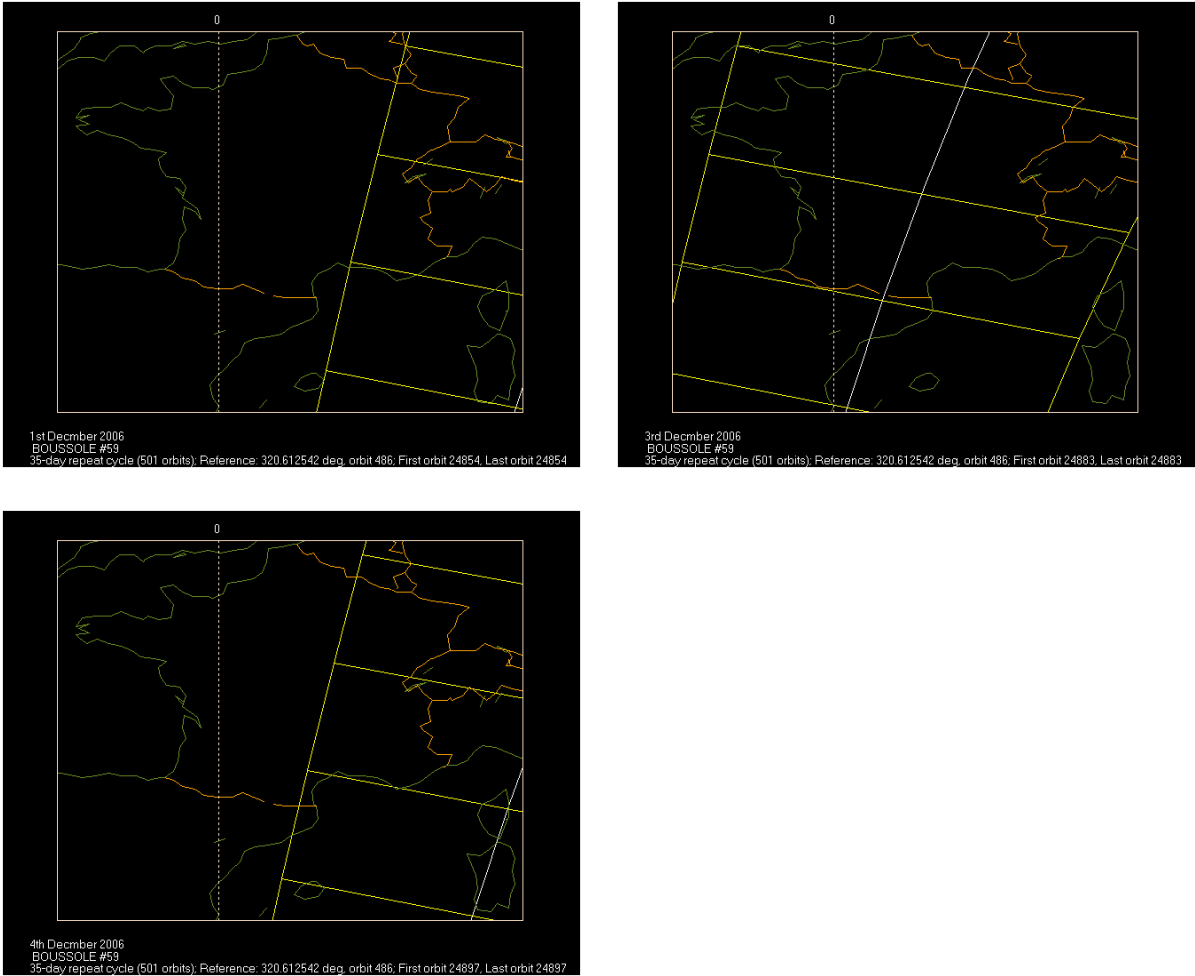 0
1st Decmber 2006
BOUSSOLE #59
35-day repeat cycle (501 orbits); Reference: 320.612542 deg, orbit 486; First orbit 24854, Last orbit 24854
0
3rd Decmber 2006
BOUSSOLE #59
35-day repeat cycle (501 orbits); Reference: 320.612542 deg, orbit 486; First orbit 24883, Last orbit 24883
0
4th Decmber 2006
BOUSSOLE #59
35-day repeat cycle (501 orbits); Reference: 320.612542 deg, orbit 486; First orbit 24897, Last orbit 24897